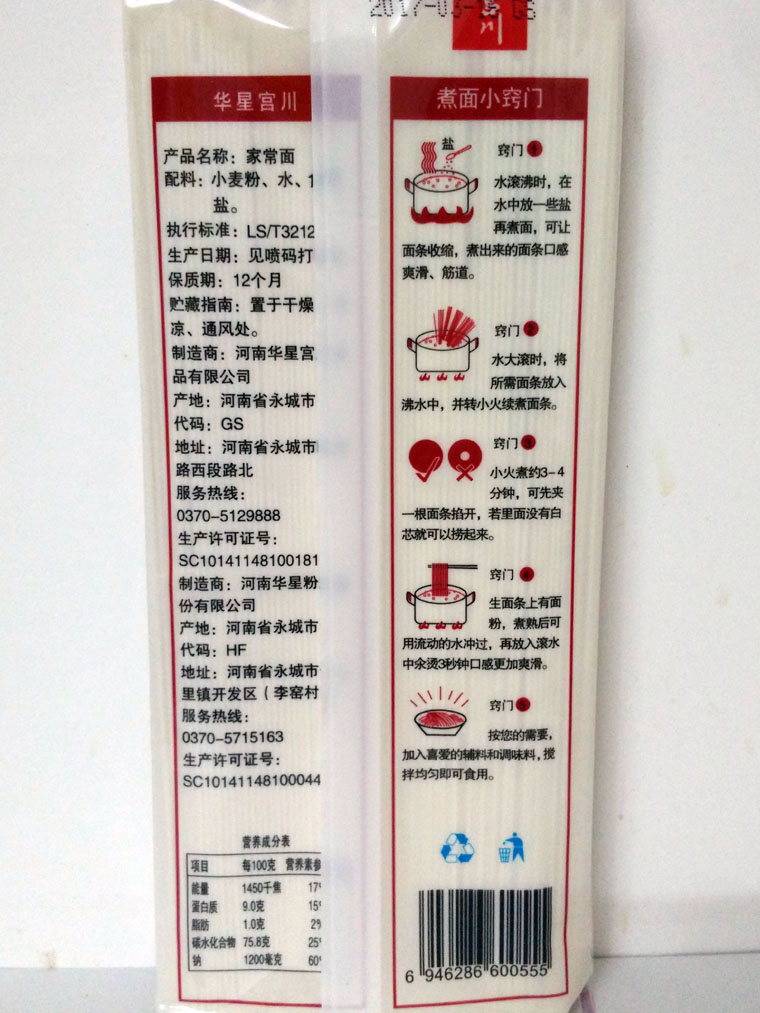 川
华星宫川
产品名称：家常面
配料：小麦粉、水、
盐。
执行标准：LS/T3212
生产日期：见喷码打
保质期：12个月
贮藏指南：置于干燥
凉、通风处。
制造商：河南华星宫
品有限公司
产地：河南省永城市
代码：GS
地址：河南省永城市
路西段路北
服务热线：
0370-5129888
生产许可证号：
SC10141148100181
制造商：河南华星粉
份有限公司
产地：河南省永城市
代码：HF
地址：河南省永城市
里镇开发区（李窑村
服务热线：
0370-5715163
生产许可证号：
SC10141148100044
营养成分表
项目 每100克 营养素参
能量 1450千焦 17%
蛋白质 9.0克 15%
脂肪 1.0克 2%
碳水化合物 75.8克 25%
钠 1200毫克 60%
煮面小窍门
盐
窍门 1
水滚沸时，在
水中放一些盐
再煮面，可让
面条收缩，煮出来的面条口感
爽滑、筋道。
窍门 2
水大滚时，将
所需面条放入
沸水中，并转小火续煮面条。
窍门 3
小火煮约3-4
分钟，可先夹
一根面条掐开，若里面没有白
芯就可以捞起来。
窍门 4
生面条上有面
粉，煮熟后可
用流动的水冲过，再放入滚水
中汆烫3秒钟口感更加爽滑。
窍门 5
按您的需要，
加入喜爱的辅料和调味料，搅
拌均匀即可食用。
6 946286 600555